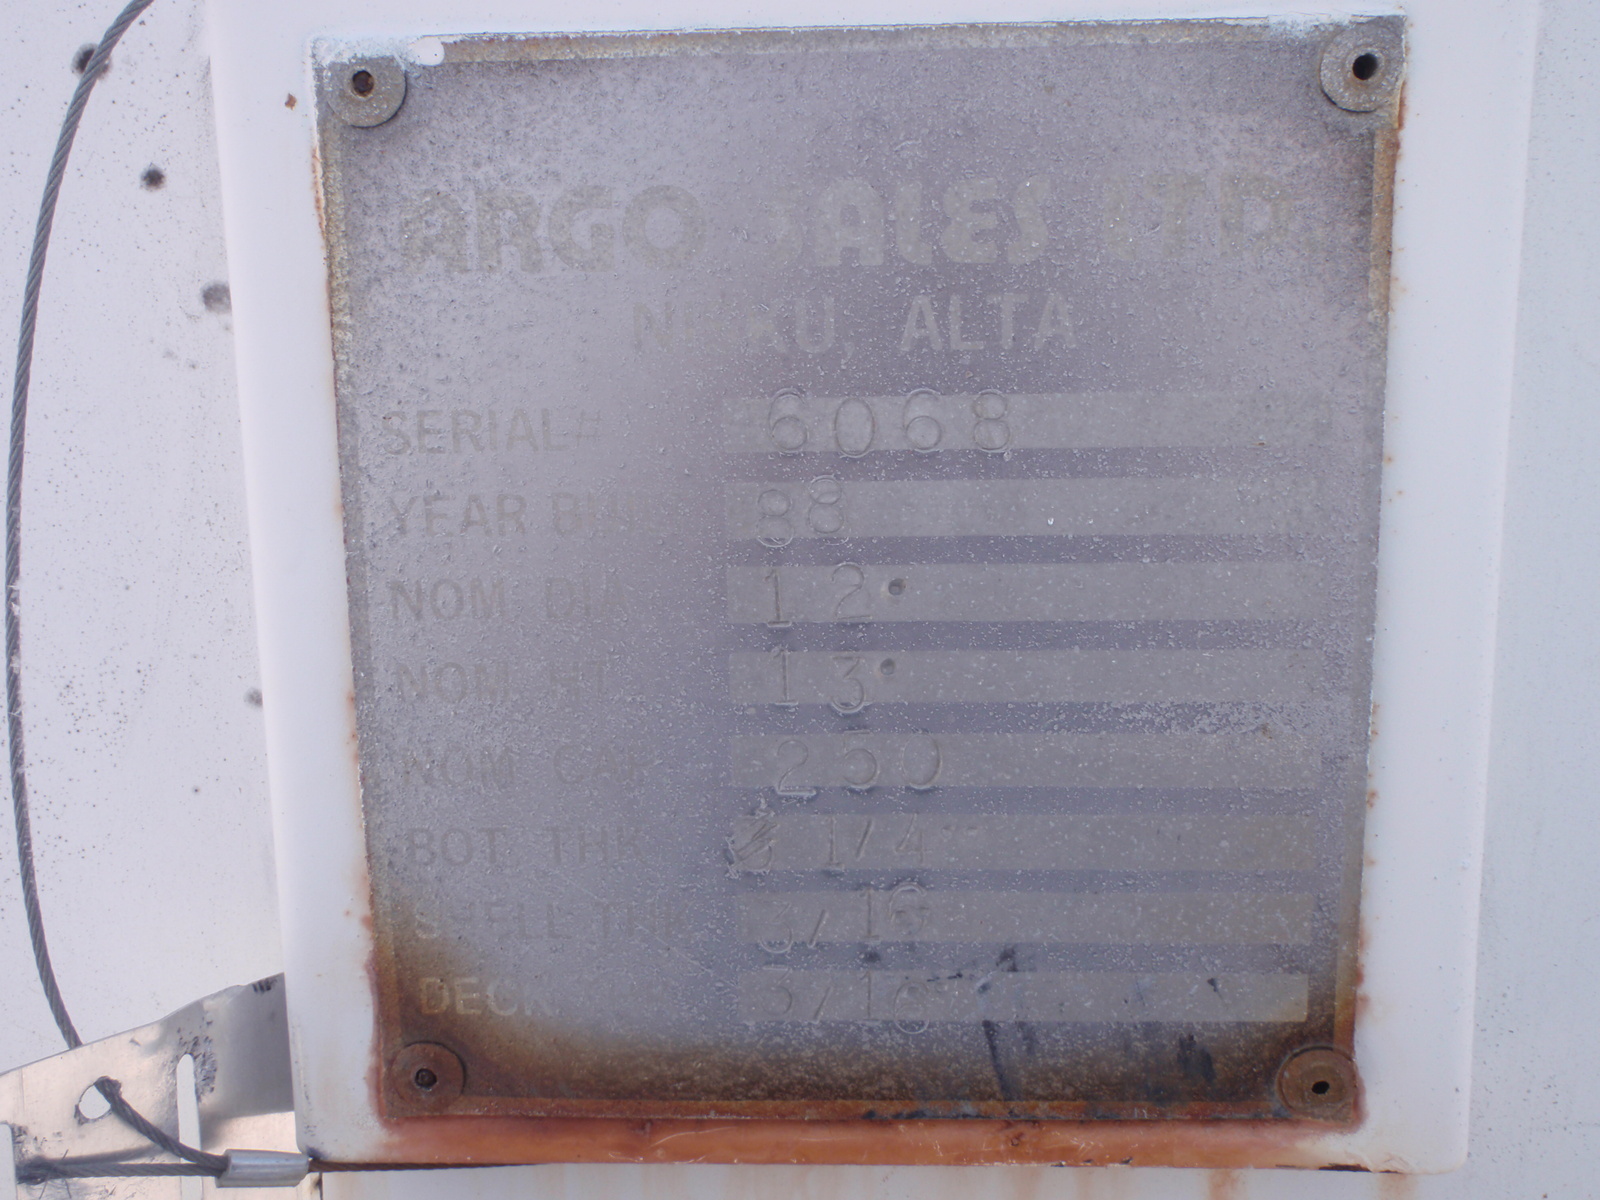 ARGO SALES LTD.
NISKU, ALTA
SERIAL# 6068
YEAR BUILT 88
NOM DIA 12'
NOM HT 13'
NOM CAP 250
BOT. THK 1/4"
SHELL THK 3/16
DECK 3/16"